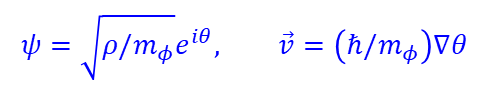 ψ = √(ρ/m_ϕ) e^{iθ}, v⃗ = (ħ/m_ϕ)∇θ